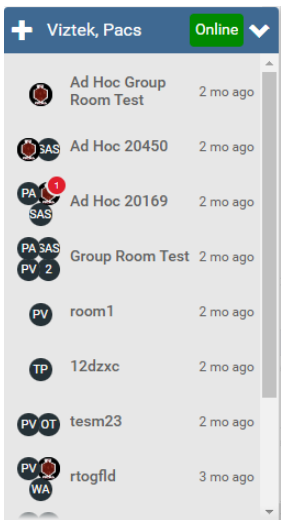 Viztek, Pacs Online
Ad Hoc Group
Room Test
2 mo ago
SAS Ad Hoc 20450 2 mo ago
PA 1
SAS
Ad Hoc 20169 2 mo ago
PA SAS
PV 2
Group Room Test 2 mo ago
PV room1 2 mo ago
TP 12dzxc 2 mo ago
PV OT tesm23 2 mo ago
PV
WA
rtogfld 3 mo ago